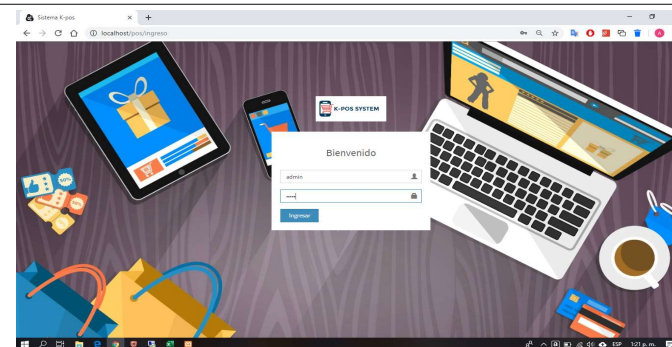 Sistema K-pos
localhost/pos/ingreso
K-POS SYSTEM
Bienvenido
admin
Ingresar
ESP 1:21 p. m.